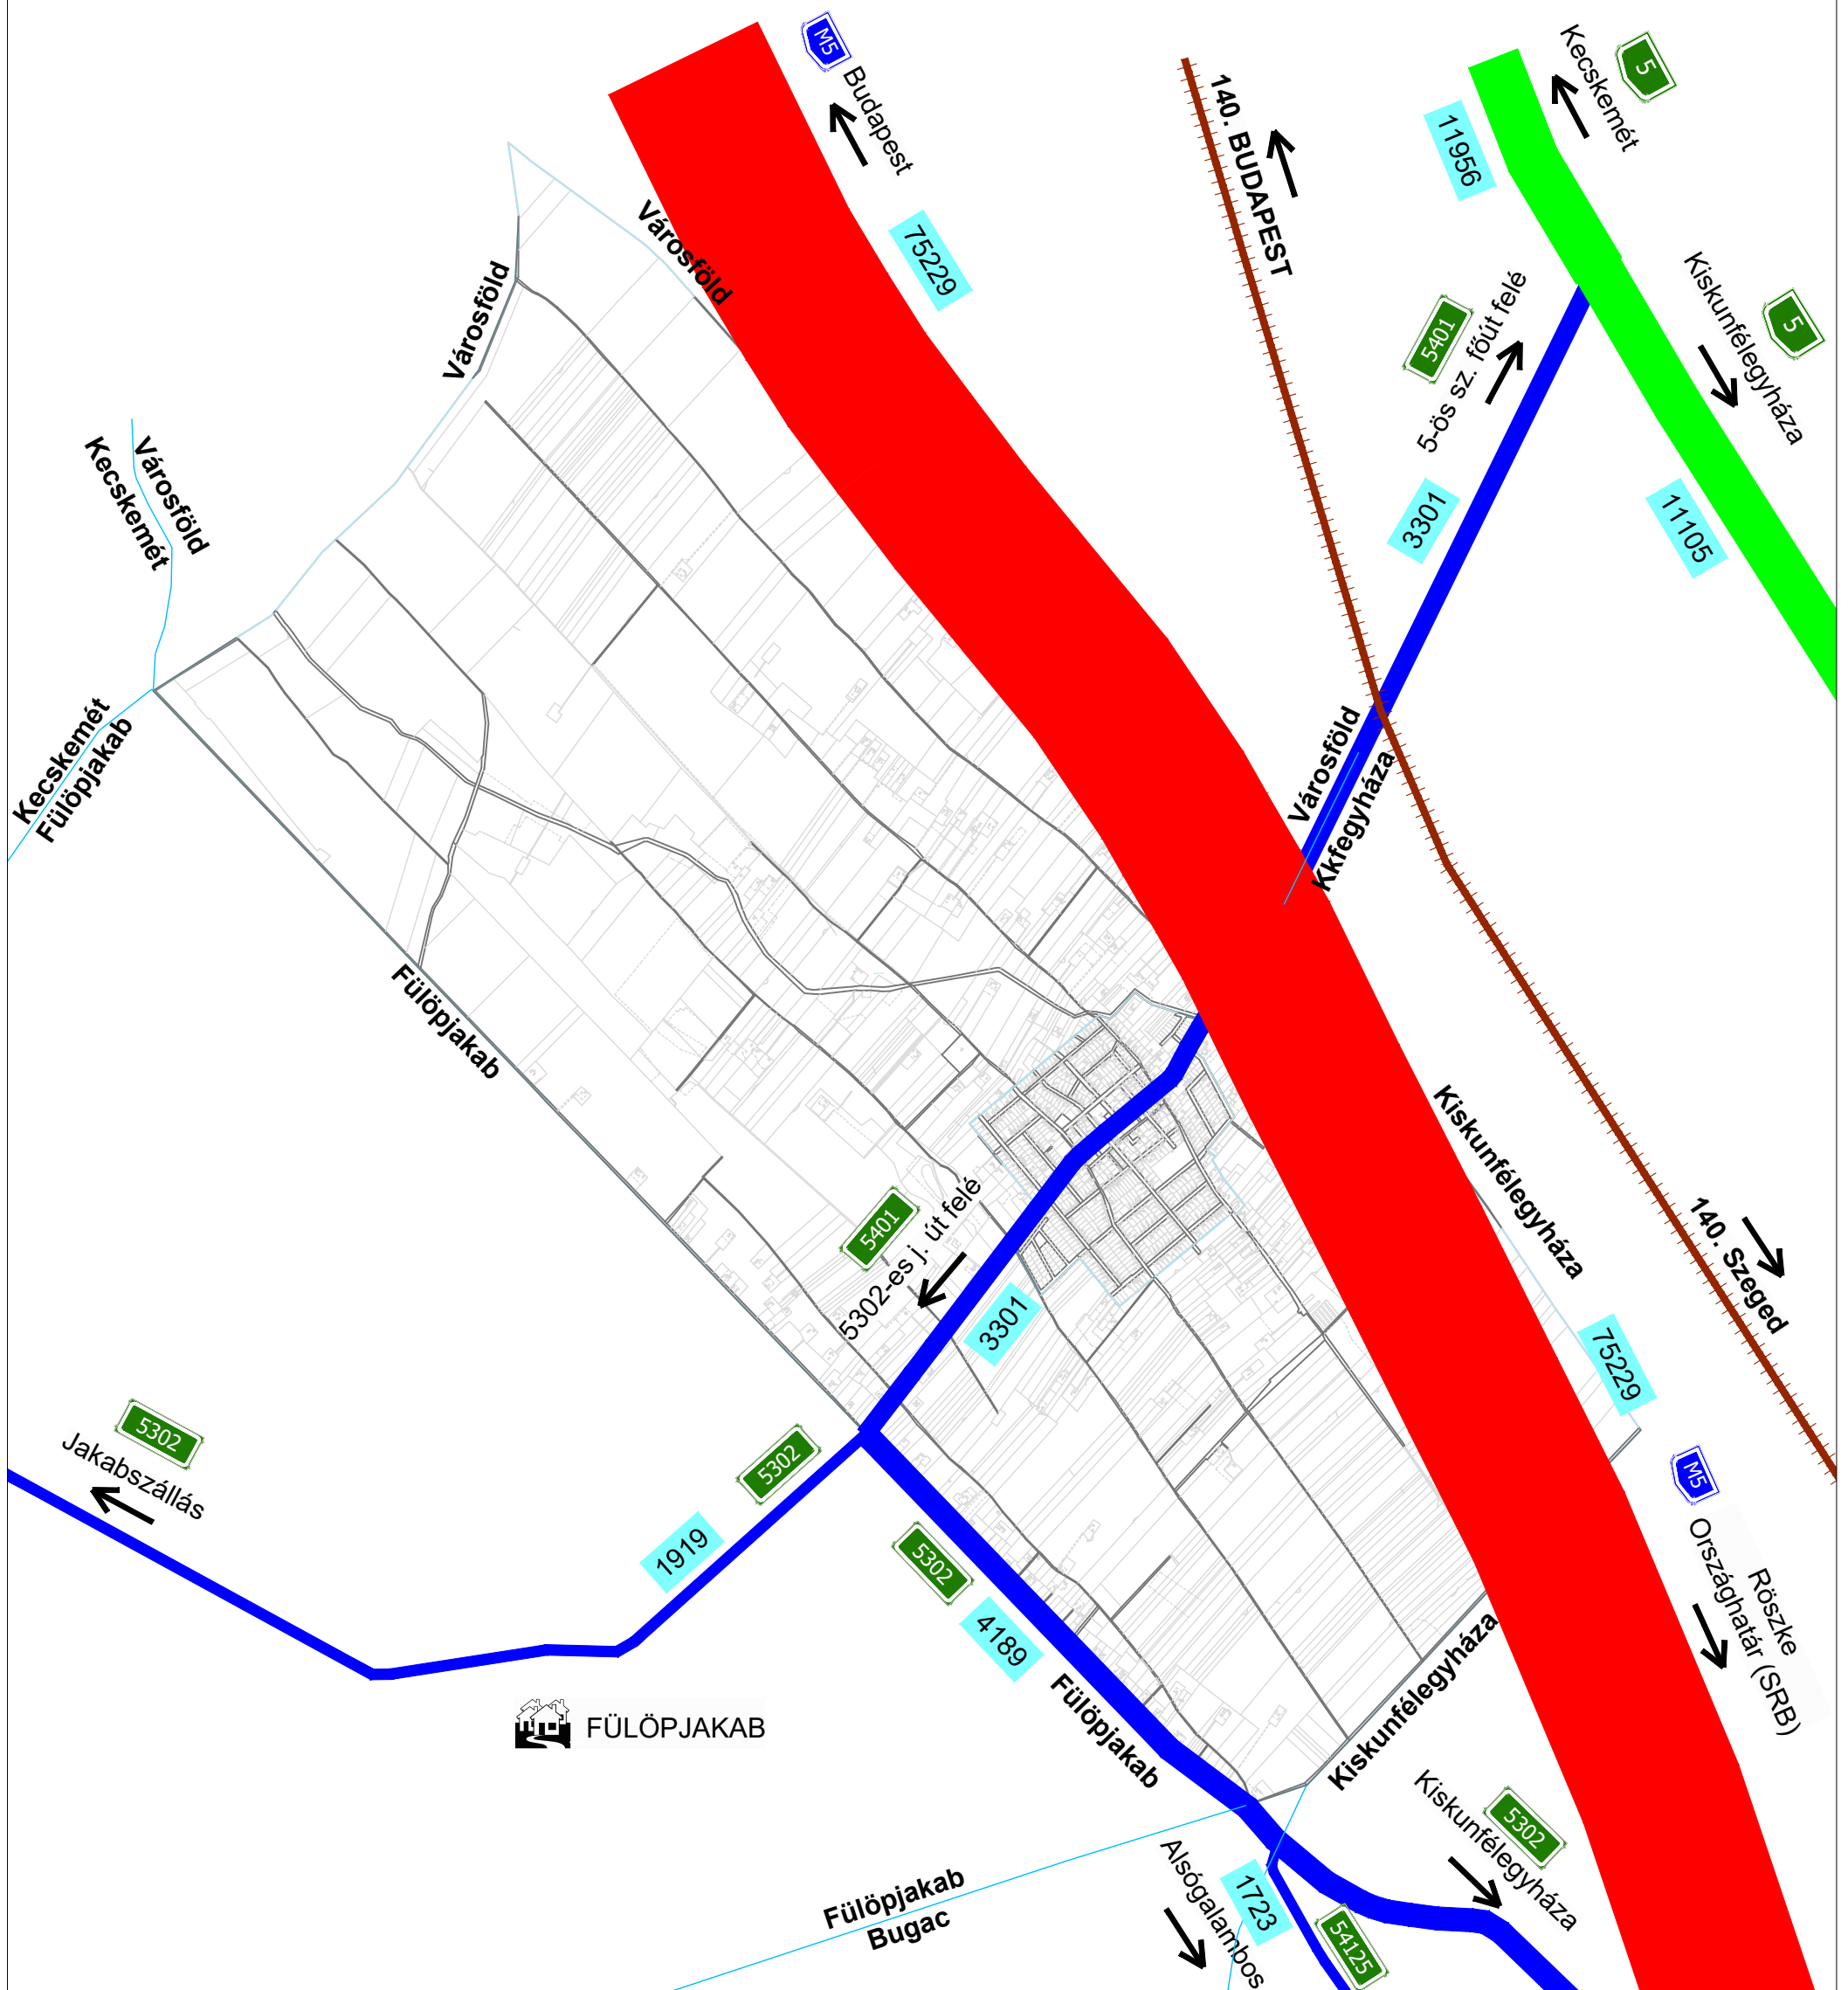 M5
Budapest
75229
140. BUDAPEST
5
Kecskemét
11956
Kiskunfélegyháza
5
5401
5-ös sz. főút felé
3301
11105
Városföld
Városföld
Városföld
Kecskemét
Kecskemét
Fülöpjakab
Városföld
Kkfegyháza
Fülöpjakab
Kiskunfélegyháza
140. Szeged
75229
5401
5302-es j. út felé
3301
5302
Jakabszállás
5302
1919
5302
4189
M5
Röszke
Országhatár (SRB)
Fülöpjakab
Kiskunfélegyháza
FÜLÖPJAKAB
5302
Kiskunfélegyháza
Alsógalambos
1723
54125
Fülöpjakab
Bugac